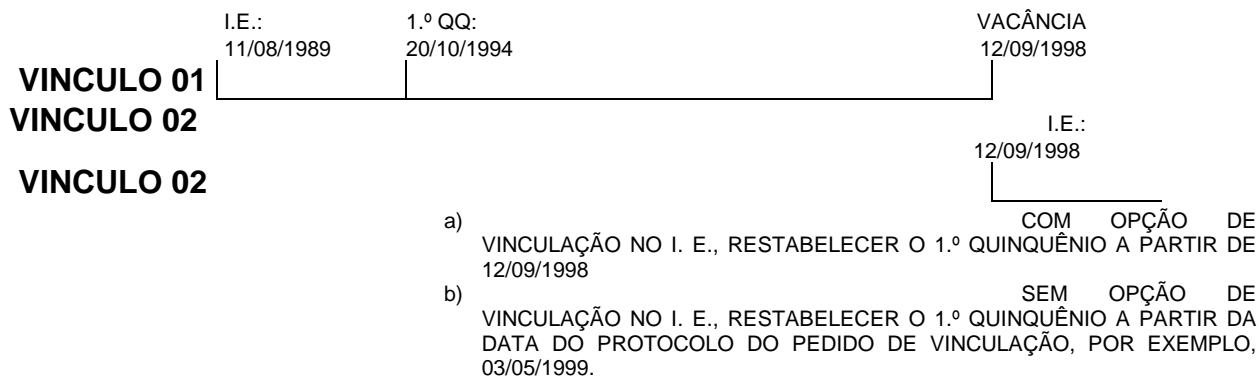 I.E.: 1.º QQ: VACÂNCIA
11/08/1989 20/10/1994 12/09/1998
VINCULO 01
VINCULO 02
I.E.:
12/09/1998
VINCULO 02
a) COM OPÇÃO DE
VINCULAÇÃO NO I. E., RESTABELECER O 1.º QUINQUÊNIO A PARTIR DE
12/09/1998
b) SEM OPÇÃO DE
VINCULAÇÃO NO I. E., RESTABELECER O 1.º QUINQUÊNIO A PARTIR DA
DATA DO PROTOCOLO DO PEDIDO DE VINCULAÇÃO, POR EXEMPLO,
03/05/1999.